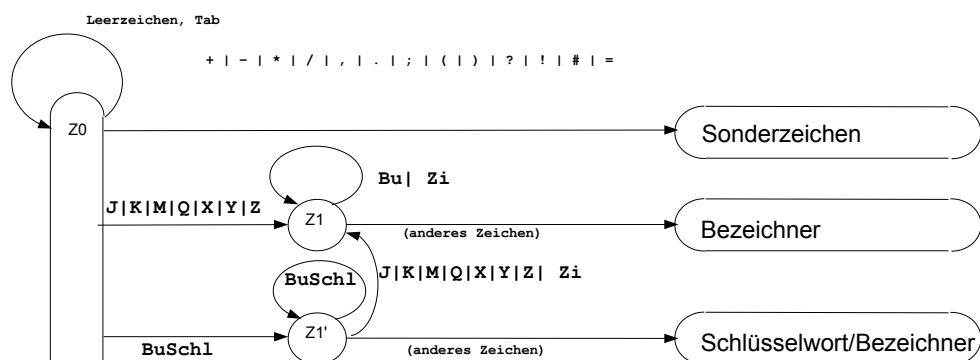 Leerzeichen, Tab
+ | - | * | / | , | . | ; | ( | ) | ? | ! | # | =
Z0
Sonderzeichen
Bu| Zi
J|K|M|Q|X|Y|Z
Z1
(anderes Zeichen)
Bezeichner
BuSchl
J|K|M|Q|X|Y|Z| Zi
Z1'
BuSchl
(anderes Zeichen)
Schlüsselwort/Bezeichner